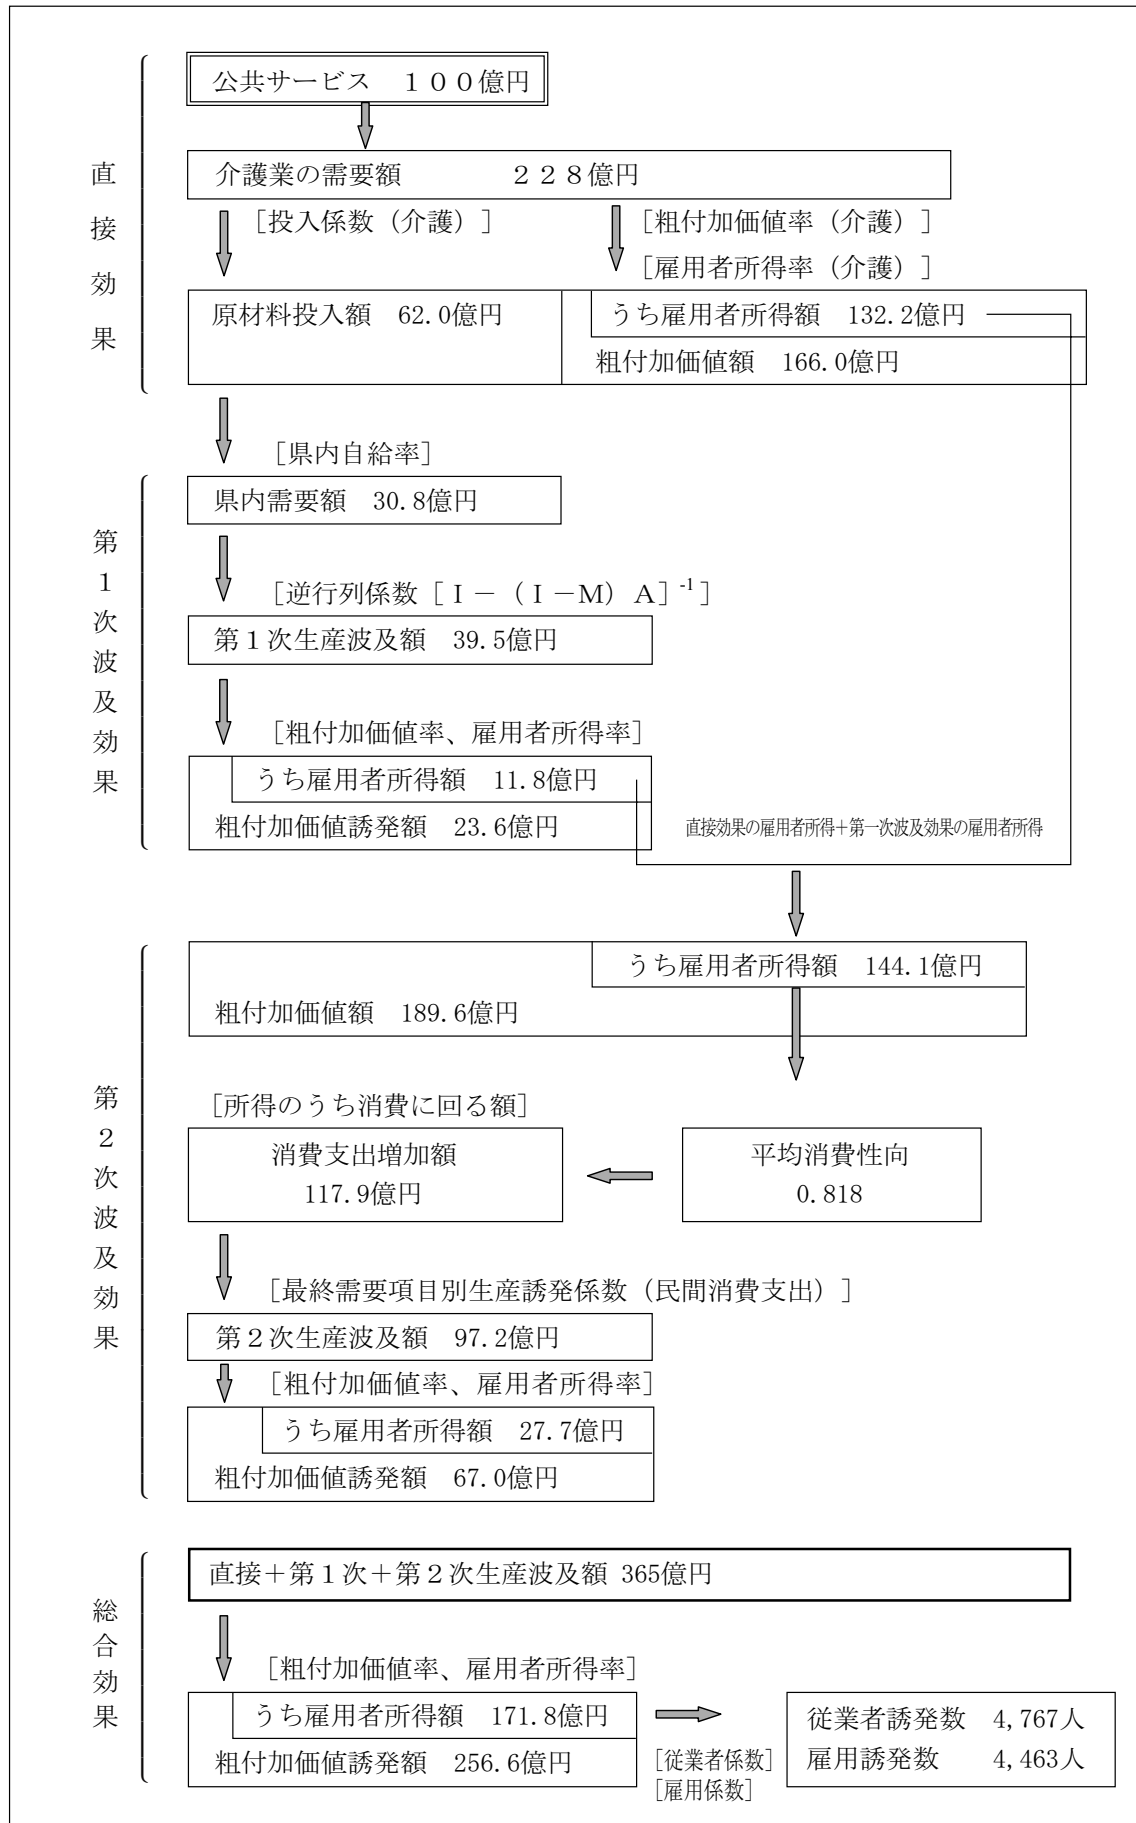 公共サービス　１００億円
直接効果
介護業の需要額　２２８億円
［投入係数（介護）］
［粗付加価値率（介護）］
［雇用者所得率（介護）］
原材料投入額　62.0億円
うち雇用者所得額　132.2億円
粗付加価値額　166.0億円
［県内自給率］
県内需要額　30.8億円
第１次波及効果
［逆行列係数［Ｉ－（Ｉ－Ｍ）Ａ］-1］
第１次生産波及額　39.5億円
［粗付加価値率、雇用者所得率］
うち雇用者所得額　11.8億円
粗付加価値誘発額　23.6億円
直接効果の雇用者所得＋第一次波及効果の雇用者所得
うち雇用者所得額　144.1億円
粗付加価値額　189.6億円
第２次波及効果
［所得のうち消費に回る額］
消費支出増加額
117.9億円
平均消費性向
0.818
［最終需要項目別生産誘発係数（民間消費支出）］
第２次生産波及額　97.2億円
［粗付加価値率、雇用者所得率］
うち雇用者所得額　27.7億円
粗付加価値誘発額　67.0億円
直接＋第１次＋第２次生産波及額 365億円
総合効果
［粗付加価値率、雇用者所得率］
うち雇用者所得額　171.8億円
粗付加価値誘発額　256.6億円
［従業者係数］
［雇用係数］
従業者誘発数　4,767人
雇用誘発数　4,463人